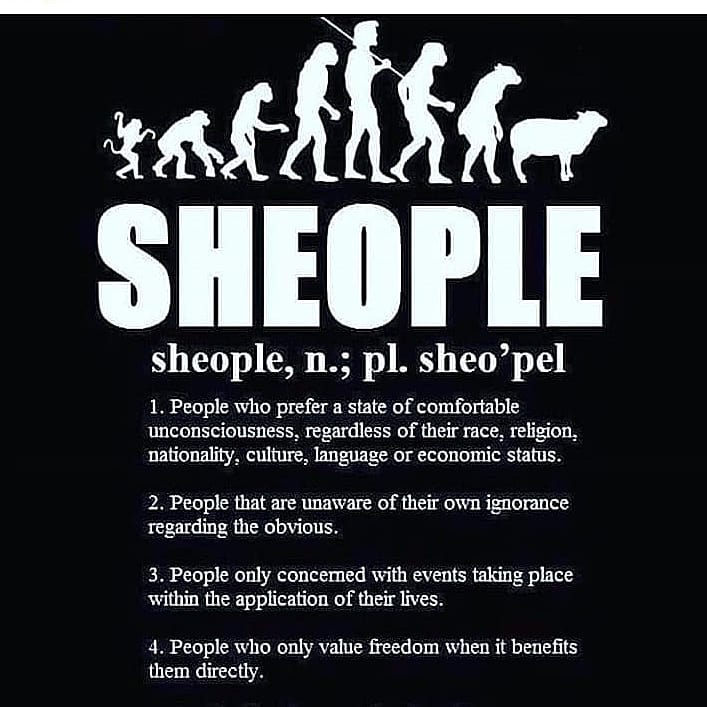 SHEOPLE
sheople, n.; pl. sheo’pel
1. People who prefer a state of comfortable
unconsciousness, regardless of their race, religion,
nationality, culture, language or economic status.
2. People that are unaware of their own ignorance
regarding the obvious.
3. People only concerned with events taking place
within the application of their lives.
4. People who only value freedom when it benefits
them directly.